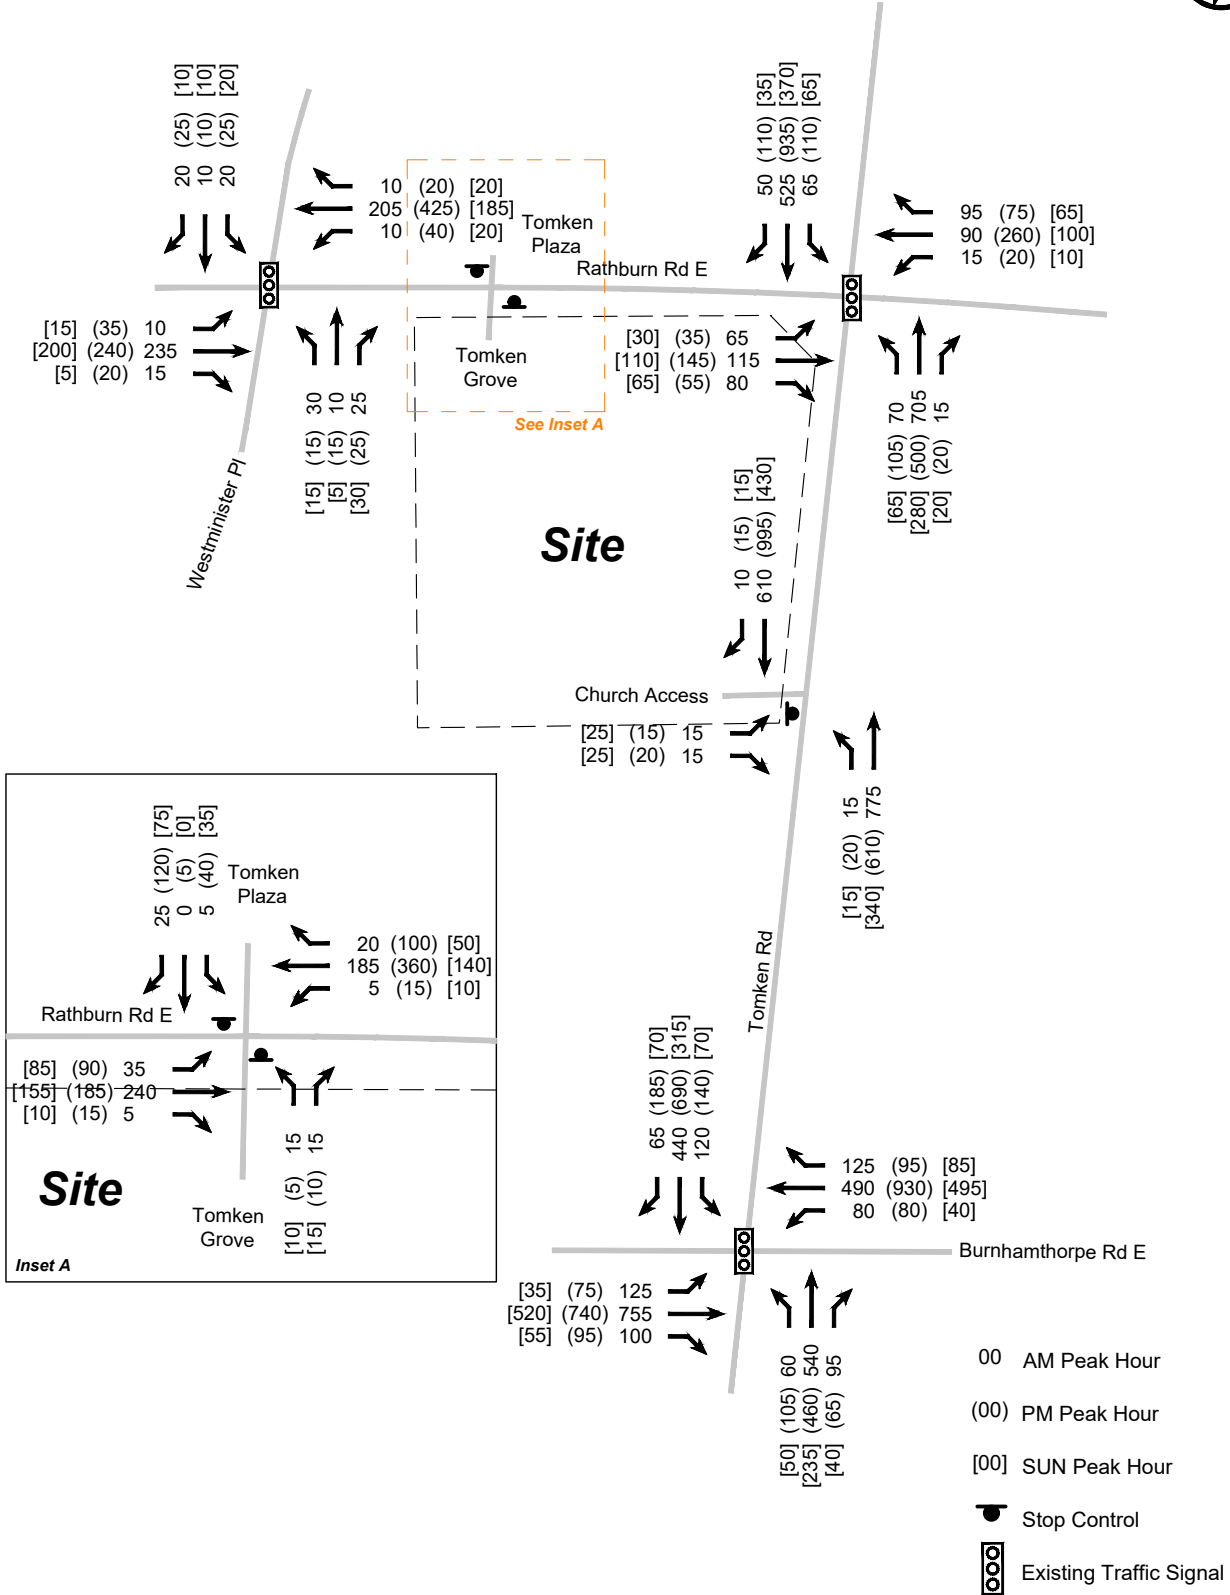 20 (25) [10]
10 (10) [10]
20 (25) [20]
10 (20) [20]
205 (425) [185]
10 (40) [20]
Tomken
Plaza
Rathburn Rd E
50 (110) [35]
525 (935) [370]
65 (110) [65]
95 (75) [65]
90 (260) [100]
15 (20) [10]
[15] (35) 10
[200] (240) 235
[5] (20) 15
[15] (15) 30
[5] (15) 10
[30] (25) 25
Westminister Pl
Tomken
Grove
See Inset A
[30] (35) 65
[110] (145) 115
[65] (55) 80
[65] (105) 70
[280] (500) 705
[20] (20) 15
Site
10 (15) [15]
610 (995) [430]
Church Access
[25] (15) 15
[25] (20) 15
[15] (20) 15
[340] (610) 775
Tomken Rd
25 (120) [75]
0 (5) [0]
5 (40) [35]
Tomken
Plaza
20 (100) [50]
185 (360) [140]
5 (15) [10]
Rathburn Rd E
[85] (90) 35
[155] (185) 240
[10] (15) 5
[10] (5) 15
[15] (10) 15
Site
Tomken
Grove
Inset A
65 (185) [70]
440 (690) [315]
120 (140) [70]
125 (95) [85]
490 (930) [495]
80 (80) [40]
Burnhamthorpe Rd E
[35] (75) 125
[520] (740) 755
[55] (95) 100
[50] (105) 60
[235] (460) 540
[40] (65) 95
00 AM Peak Hour
(00) PM Peak Hour
[00] SUN Peak Hour
Stop Control
Existing Traffic Signal